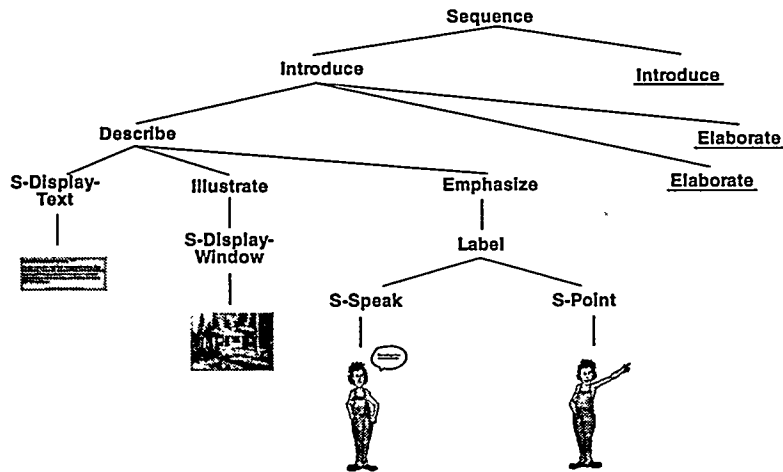 Sequence
Introduce
Introduce
Describe
Elaborate
S-Display-
Text
Illustrate
Emphasize
Elaborate
S-Display-
Window
Label
S-Speak
S-Point